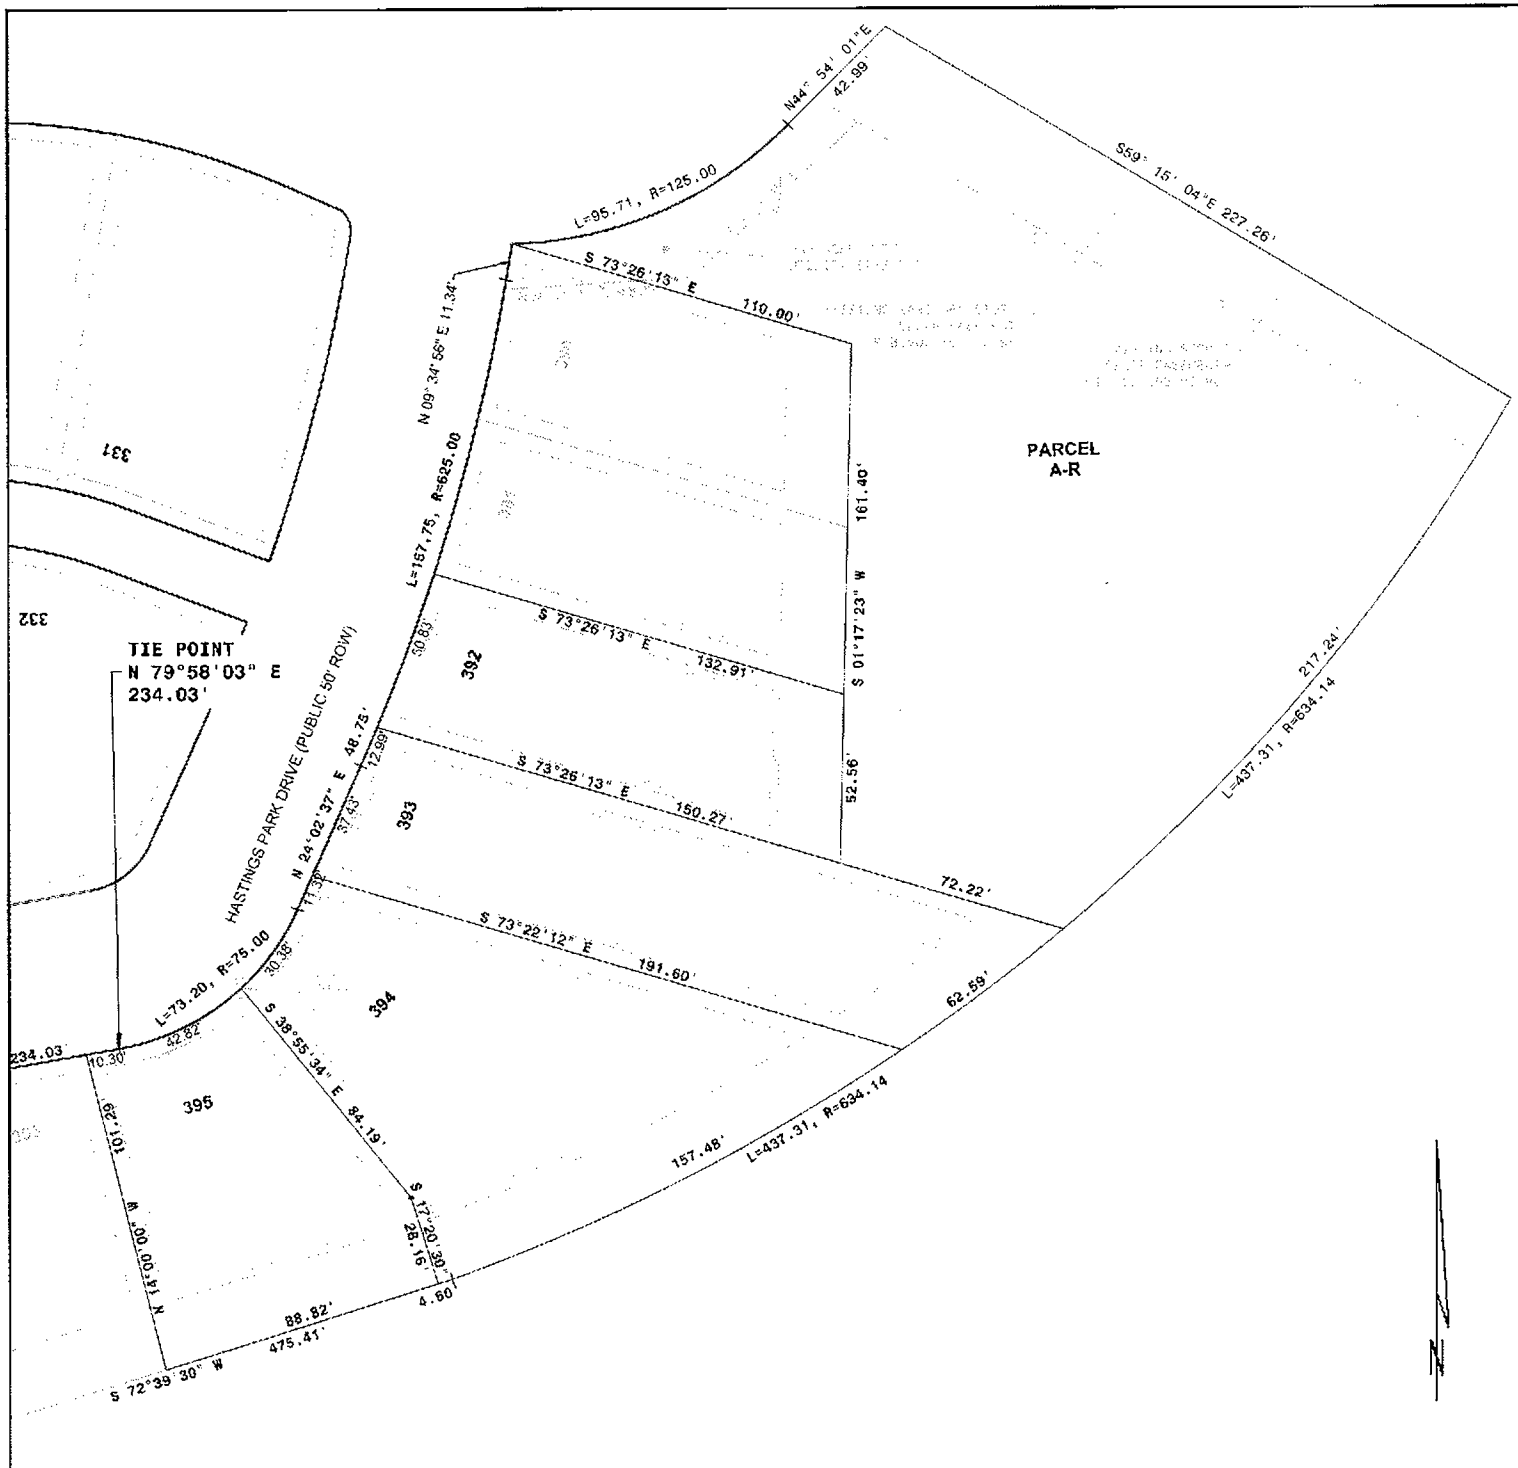 N44° 54' 01"E
42.99'
S59° 15' 04"E 227.26'
L=95.71, R=125.00
S 73°26'13" E
110.00'
N 09°34'56" E 11.34'
331
PARCEL
A-R
161.40'
L=167.75, R=625.00
S 01°17'23" W
332
TIE POINT
N 79°58'03" E
234.03'
S 73°26'13" E
132.91'
30.83'
392
217.24'
L=437.31, R=634.14
HASTINGS PARK DRIVE (PUBLIC 50' ROW)
N 24°02'37" E 48.75'
12.99'
S 73°26'13" E
150.27'
52.56'
37.43'
393
72.22'
11.32'
S 73°22'12" E
191.60'
62.59'
L=73.20, R=75.00
30.38'
394
42.82'
234.03'
10.30'
S 38°55'34" E 84.19'
395
101.29'
N 14°00'00" W
157.48'
L=437.31, R=634.14
S 17°20'30"
28.16'
4.60'
88.82'
475.41'
S 72°39'30" W
N